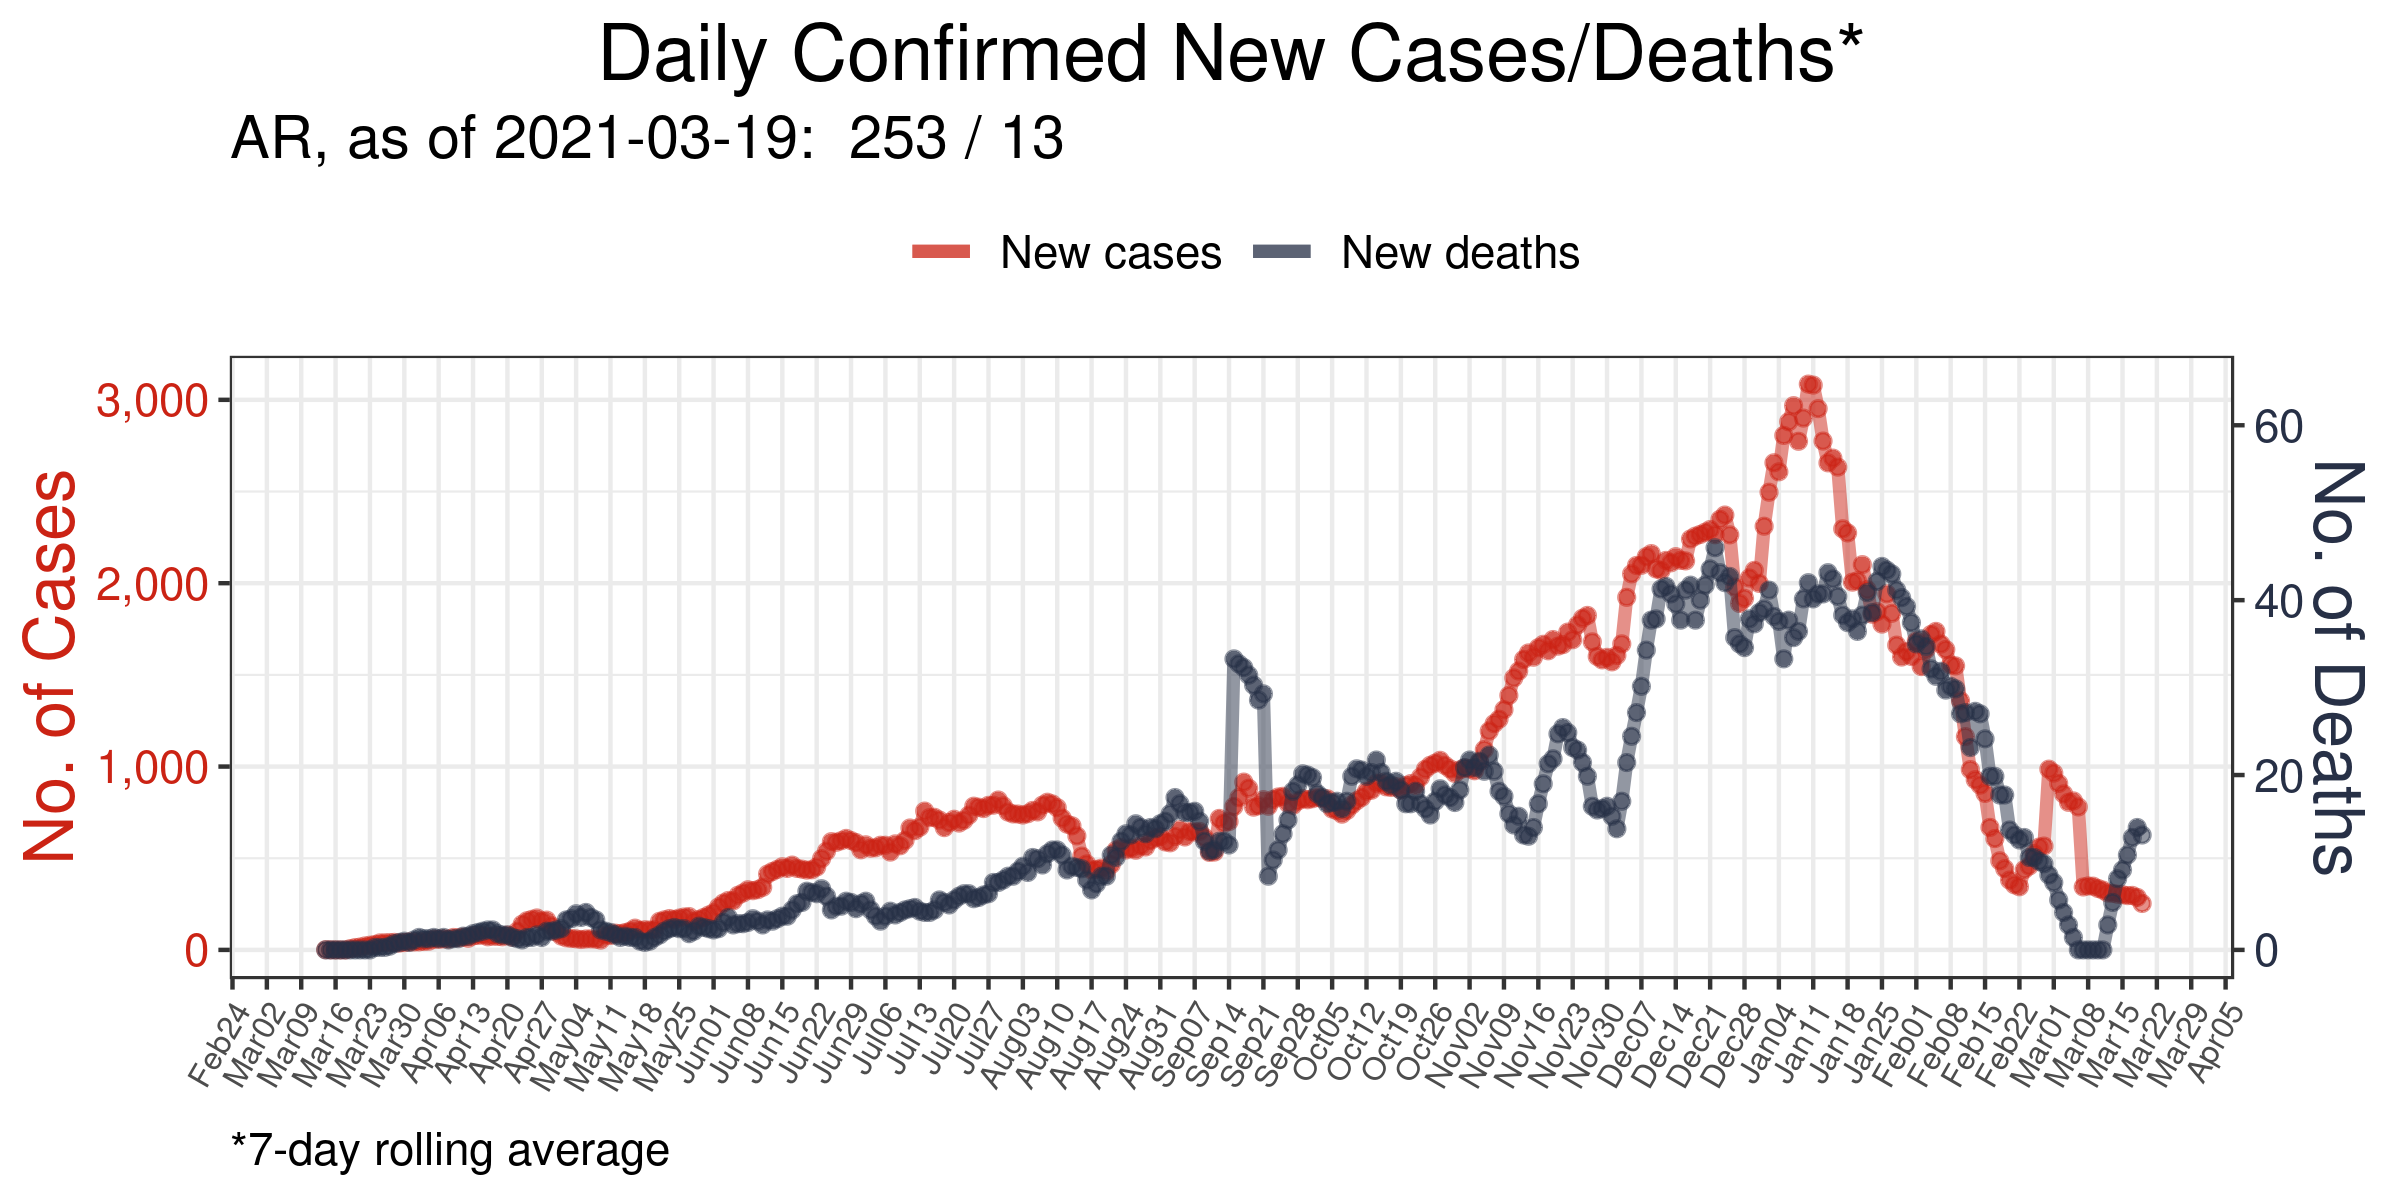 Daily Confirmed New Cases/Deaths*
AR, as of 2021-03-19:  253 / 13
New cases New deaths
No. of Cases
3,000
2,000
1,000
0
60
40
20
0
No. of Deaths
Feb24 Mar02 Mar09 Mar16 Mar23 Mar30 Apr06 Apr13 Apr20 Apr27 May04 May11 May18 May25 Jun01 Jun08 Jun15 Jun22 Jun29 Jul06 Jul13 Jul20 Jul27 Aug03 Aug10 Aug17 Aug24 Aug31 Sep07 Sep14 Sep21 Sep28 Oct05 Oct12 Oct19 Oct26 Nov02 Nov09 Nov16 Nov23 Nov30 Dec07 Dec14 Dec21 Dec28 Jan04 Jan11 Jan18 Jan25 Feb01 Feb08 Feb15 Feb22 Mar01 Mar08 Mar15 Mar22 Mar29 Apr05
*7-day rolling average